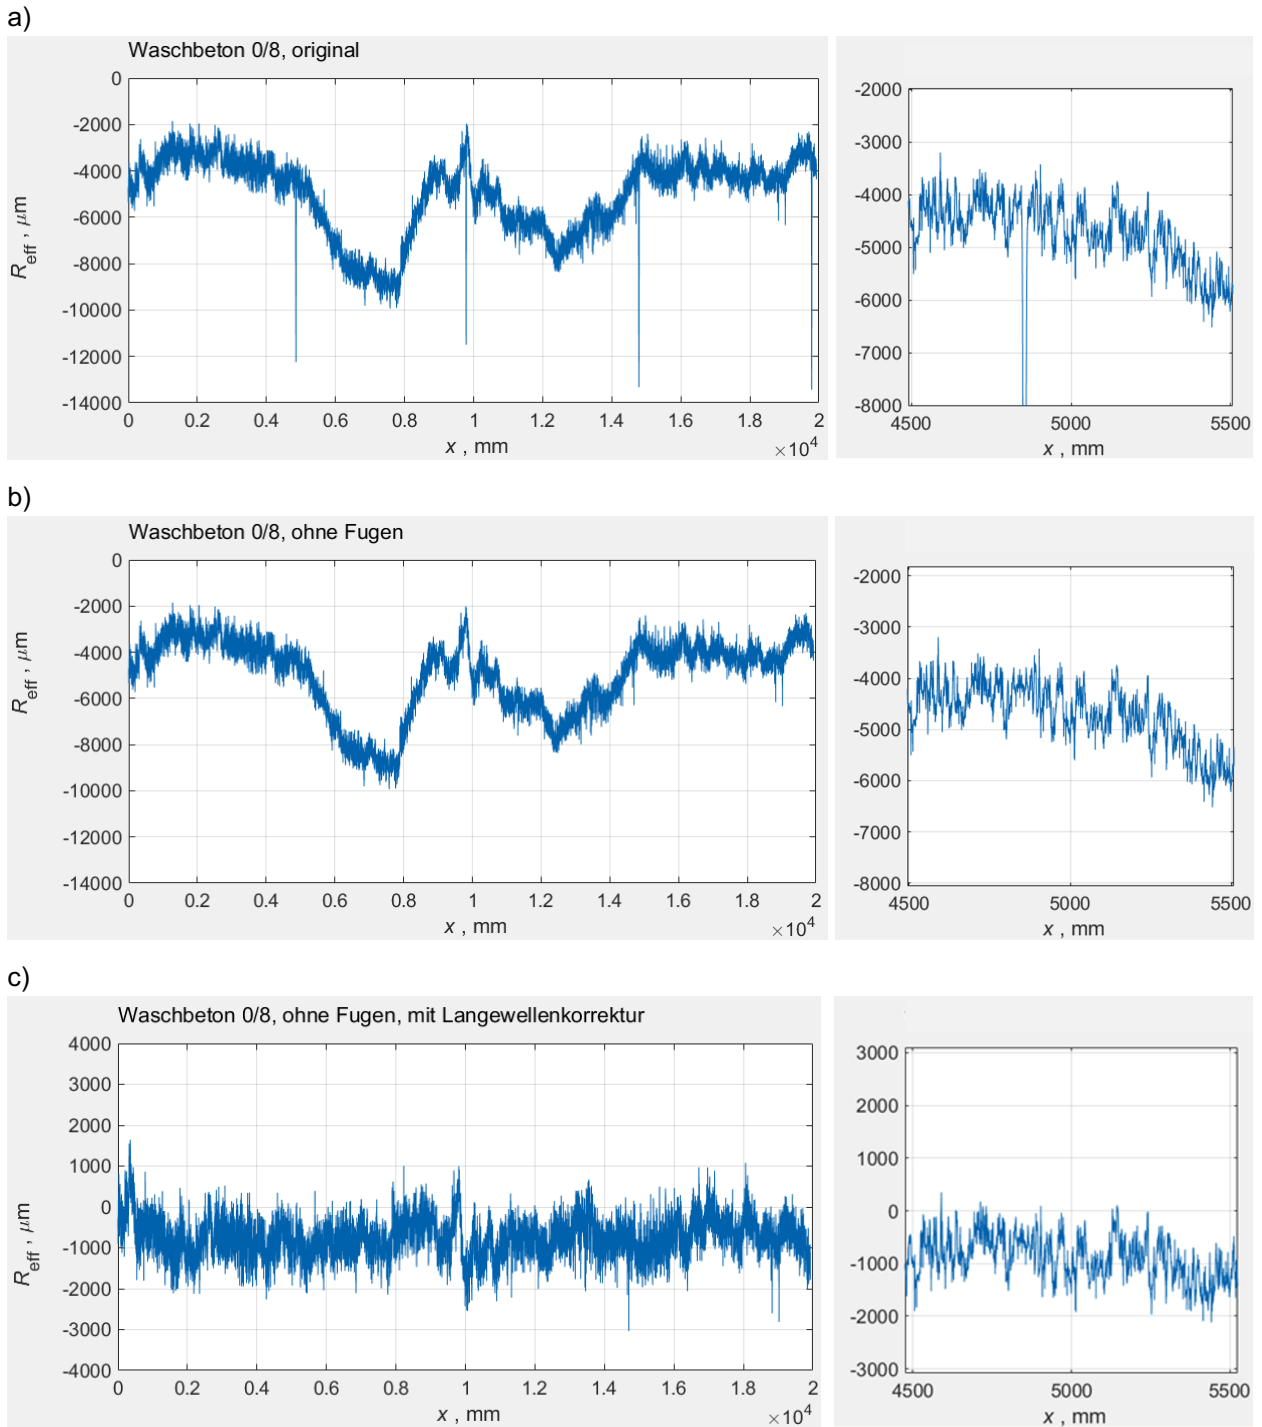 a)
Waschbeton 0/8, original
0
-2000
-4000
-6000
-8000
-10000
-12000
-14000
R_eff , μm
0 0.2 0.4 0.6 0.8 1 1.2 1.4 1.6 1.8 2
x , mm
×10^4
-2000
-3000
-4000
-5000
-6000
-7000
-8000
4500 5000 5500
x , mm
b)
Waschbeton 0/8, ohne Fugen
0
-2000
-4000
-6000
-8000
-10000
-12000
-14000
R_eff , μm
0 0.2 0.4 0.6 0.8 1 1.2 1.4 1.6 1.8 2
x , mm
×10^4
-2000
-3000
-4000
-5000
-6000
-7000
-8000
4500 5000 5500
x , mm
c)
Waschbeton 0/8, ohne Fugen, mit Langewellenkorrektur
4000
3000
2000
1000
0
-1000
-2000
-3000
-4000
R_eff , μm
0 0.2 0.4 0.6 0.8 1 1.2 1.4 1.6 1.8 2
x , mm
×10^4
3000
2000
1000
0
-1000
-2000
-3000
4500 5000 5500
x , mm